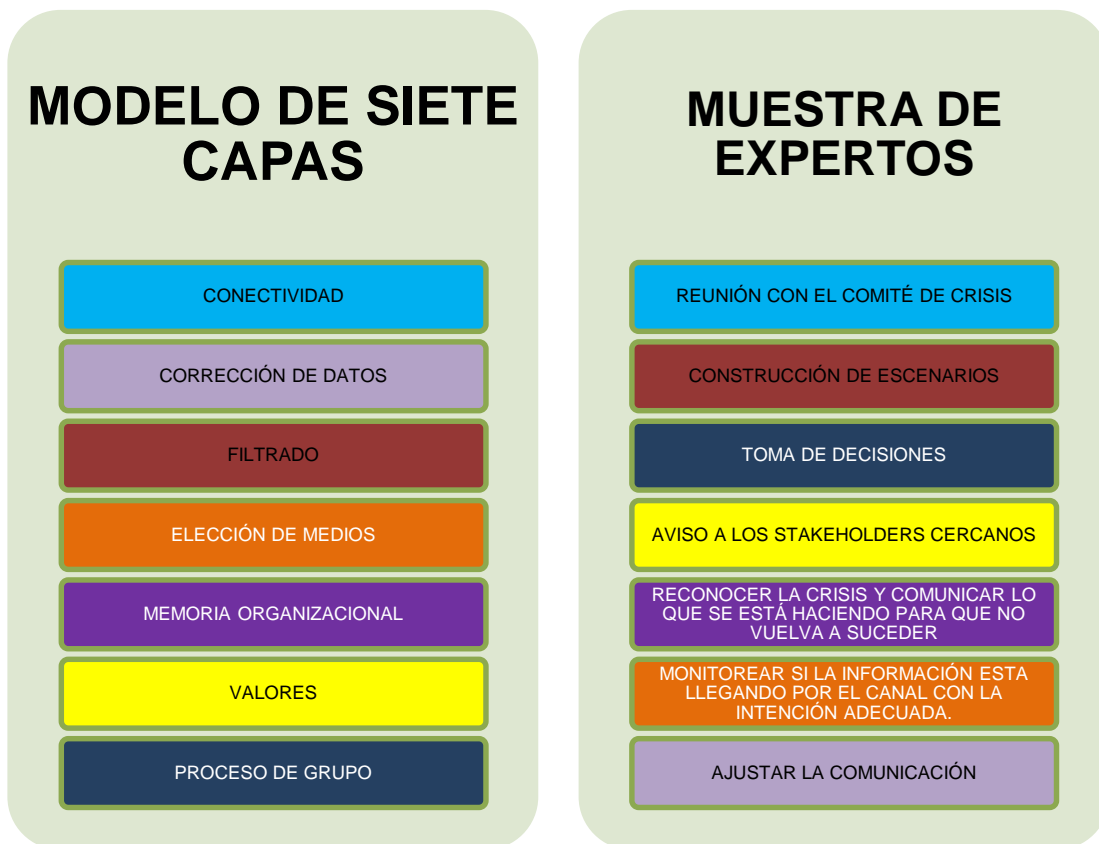 MODELO DE SIETE
CAPAS
CONECTIVIDAD
CORRECCIÓN DE DATOS
FILTRADO
ELECCIÓN DE MEDIOS
MEMORIA ORGANIZACIONAL
VALORES
PROCESO DE GRUPO
MUESTRA DE
EXPERTOS
REUNIÓN CON EL COMITÉ DE CRISIS
CONSTRUCCIÓN DE ESCENARIOS
TOMA DE DECISIONES
AVISO A LOS STAKEHOLDERS CERCANOS
RECONOCER LA CRISIS Y COMUNICAR LO
QUE SE ESTÁ HACIENDO PARA QUE NO
VUELVA A SUCEDER
MONITOREAR SI LA INFORMACIÓN ESTA
LLEGANDO POR EL CANAL CON LA
INTENCIÓN ADECUADA.
AJUSTAR LA COMUNICACIÓN